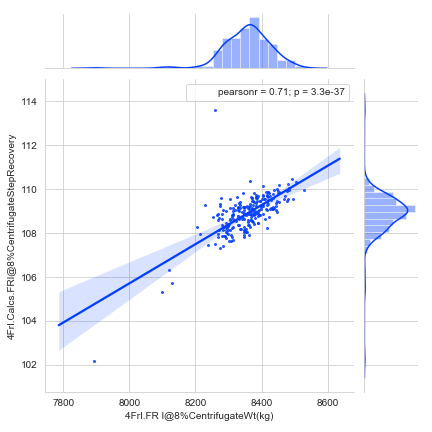 pearsonr = 0.71; p = 3.3e-37
114
112
110
108
106
104
102
4FrI.Calcs.FRI@8%CentrifugateStepRecovery
7800 8000 8200 8400 8600
4FrI.FR I@8%CentrifugateWt(kg)